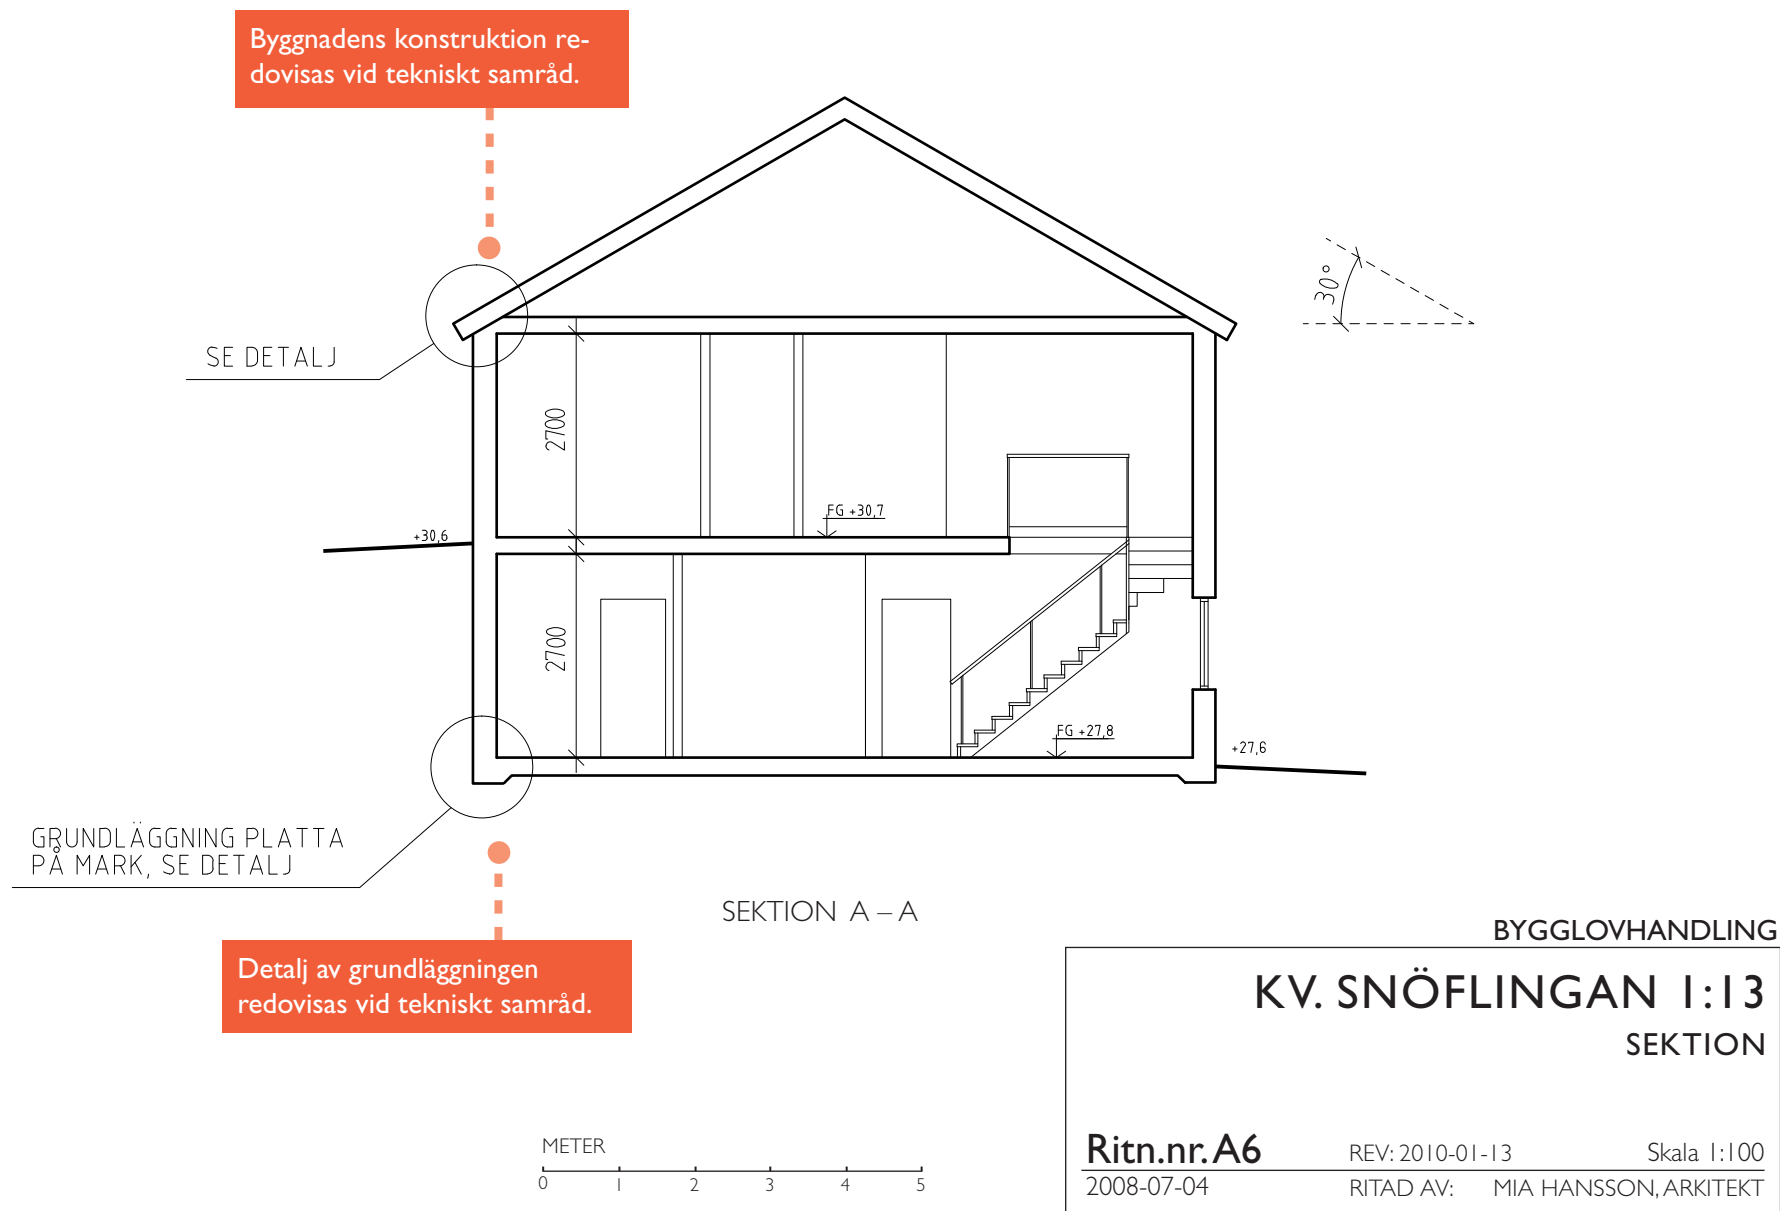 Byggnadens konstruktion re-
dovisas vid tekniskt samråd.
30°
SE DETALJ
2700
FG +30,7
+30,6
2700
FG +27,8
+27,6
GRUNDLÄGGNING PLATTA
PÅ MARK, SE DETALJ
SEKTION A – A
Detalj av grundläggningen
redovisas vid tekniskt samråd.
BYGGLOVHANDLING
KV. SNÖFLINGAN 1:13
SEKTION
METER
0 1 2 3 4 5
Ritn.nr. A6 REV: 2010-01-13 Skala 1:100
2008-07-04 RITAD AV: MIA HANSSON, ARKITEKT